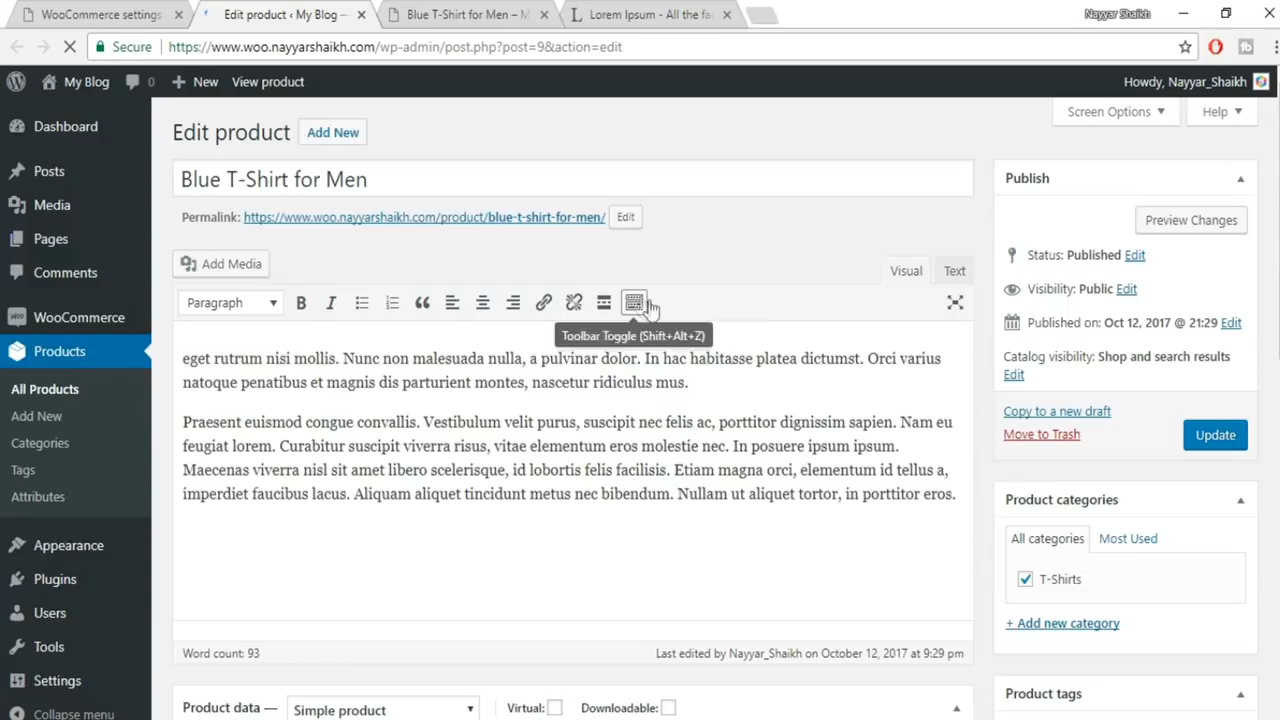 WooCommerce settings
Edit product ‹ My Blog —
Blue T-Shirt for Men – M
Lorem Ipsum - All the fa
Nayyar Shaikh
Secure
https://www.woo.nayyarshaikh.com/wp-admin/post.php?post=9&action=edit
My Blog
0
New
View product
Howdy, Nayyar_Shaikh
Screen Options
Help
Dashboard
Posts
Media
Pages
Comments
WooCommerce
Products
All Products
Add New
Categories
Tags
Attributes
Appearance
Plugins
Users
Tools
Settings
Collapse menu
Edit product
Add New
Blue T-Shirt for Men
Permalink: https://www.woo.nayyarshaikh.com/product/blue-t-shirt-for-men/ Edit
Add Media
Visual
Text
Paragraph
B
I
Toolbar Toggle (Shift+Alt+Z)
eget rutrum nisi mollis. Nunc non malesuada nulla, a pulvinar dolor. In hac habitasse platea dictumst. Orci varius
natoque penatibus et magnis dis parturient montes, nascetur ridiculus mus.
Praesent euismod congue convallis. Vestibulum velit purus, suscipit nec felis ac, porttitor dignissim sapien. Nam eu
feugiat lorem. Curabitur suscipit viverra risus, vitae elementum eros molestie nec. In posuere ipsum ipsum.
Maecenas viverra nisl sit amet libero scelerisque, id lobortis felis facilisis. Etiam magna orci, elementum id tellus a,
imperdiet faucibus lacus. Aliquam aliquet tincidunt metus nec bibendum. Nullam ut aliquet tortor, in porttitor eros.
Word count: 93
Last edited by Nayyar_Shaikh on October 12, 2017 at 9:29 pm
Product data —
Simple product
Virtual:
Downloadable:
Publish
Preview Changes
Status: Published Edit
Visibility: Public Edit
Published on: Oct 12, 2017 @ 21:29 Edit
Catalog visibility: Shop and search results
Edit
Copy to a new draft
Move to Trash
Update
Product categories
All categories
Most Used
T-Shirts
+ Add new category
Product tags